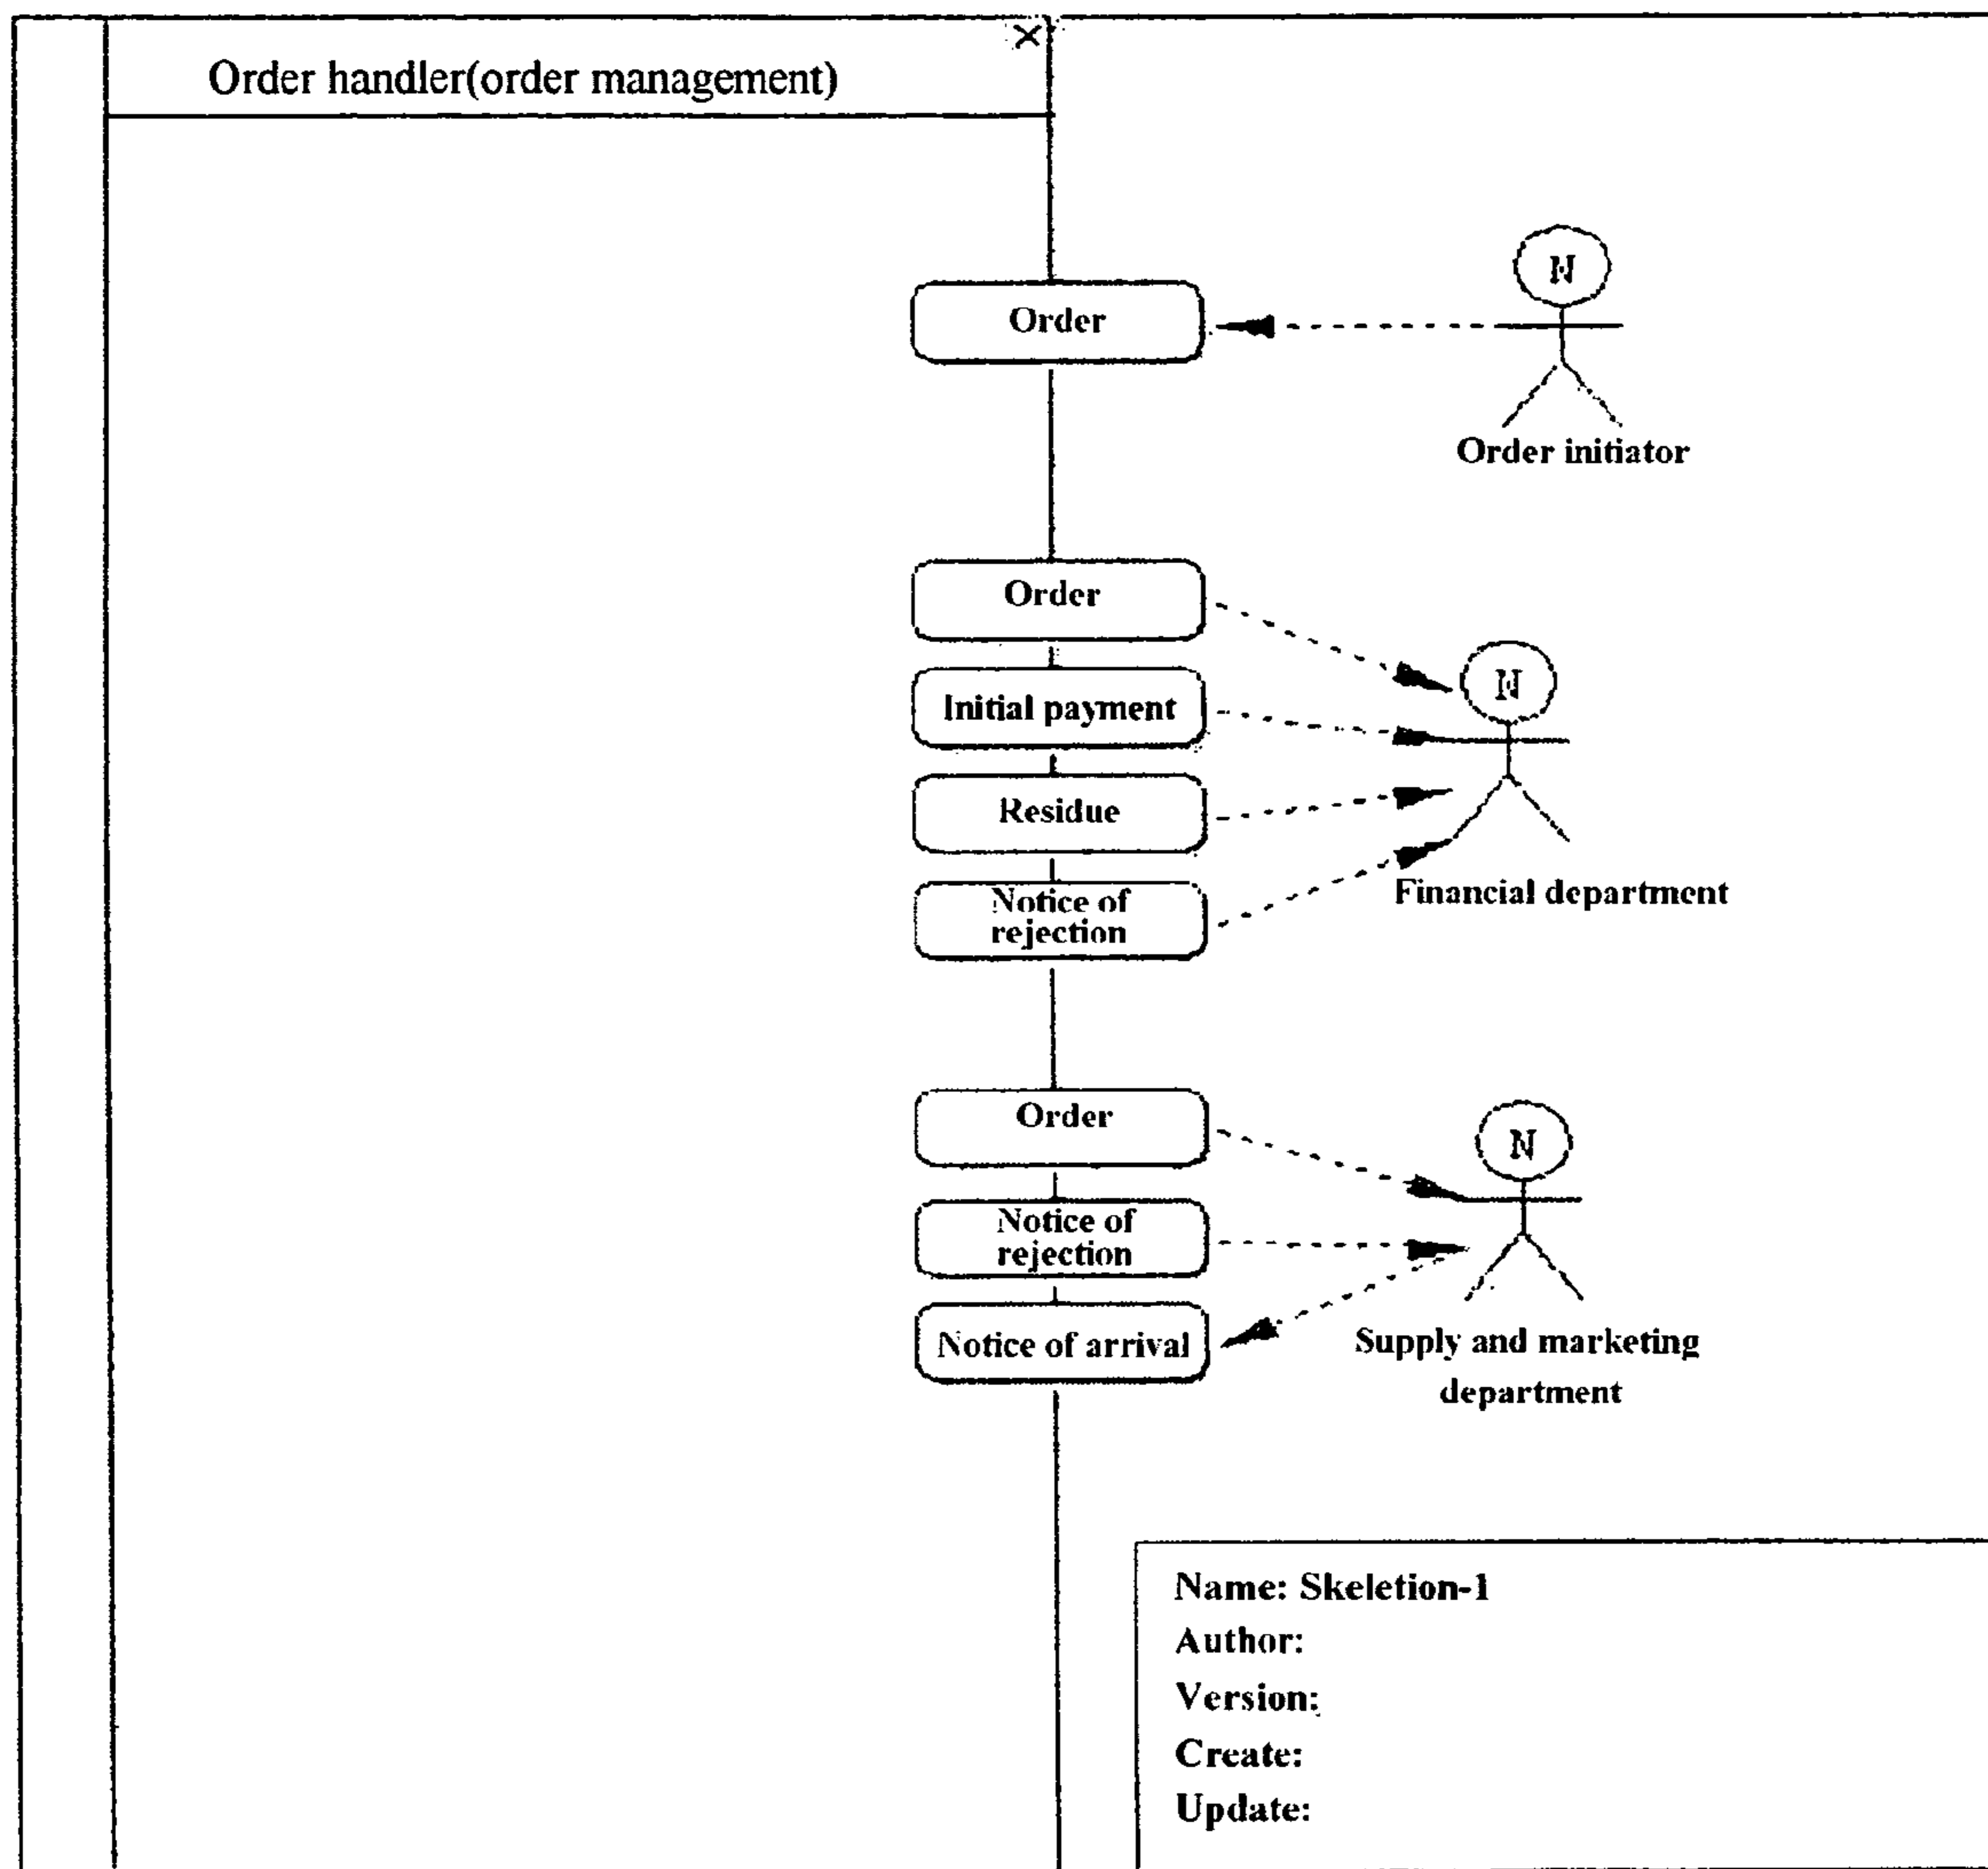 ×
Order handler(order management)
Order
N
Order initiator
Order
Initial payment
Residue
Notice of
rejection
N
Financial department
Order
Notice of
rejection
Notice of arrival
N
Supply and marketing
department
Name: Skeletion-1
Author:
Version:
Create:
Update: